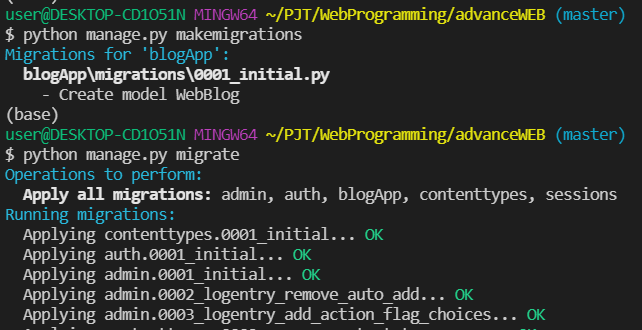 user@DESKTOP-CD1O51N MINGW64 ~/PJT/WebProgramming/advanceWEB (master)
$ python manage.py makemigrations
Migrations for 'blogApp':
  blogApp\migrations\0001_initial.py
    - Create model WebBlog
(base)
user@DESKTOP-CD1O51N MINGW64 ~/PJT/WebProgramming/advanceWEB (master)
$ python manage.py migrate
Operations to perform:
  Apply all migrations: admin, auth, blogApp, contenttypes, sessions
Running migrations:
  Applying contenttypes.0001_initial... OK
  Applying auth.0001_initial... OK
  Applying admin.0001_initial... OK
  Applying admin.0002_logentry_remove_auto_add... OK
  Applying admin.0003_logentry_add_action_flag_choices... OK